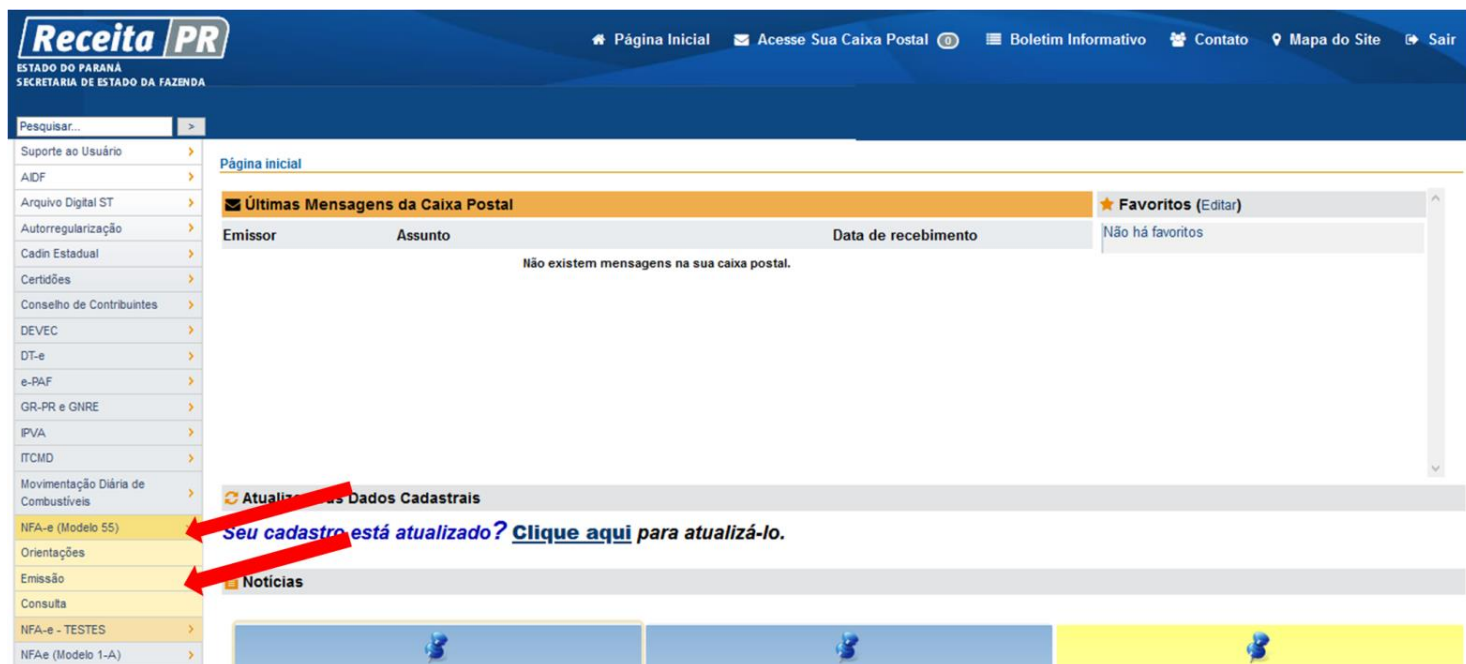 Receita PR
ESTADO DO PARANÁ
SECRETARIA DE ESTADO DA FAZENDA
Página Inicial Acesse Sua Caixa Postal 0 Boletim Informativo Contato Mapa do Site Sair
Pesquisar... >
Suporte ao Usuário
AIDF
Arquivo Digital ST
Autorregularização
Cadin Estadual
Certidões
Conselho de Contribuintes
DEVEC
DT-e
e-PAF
GR-PR e GNRE
IPVA
ITCMD
Movimentação Diária de
Combustíveis
NFA-e (Modelo 55)
Orientações
Emissão
Consulta
NFA-e - TESTES
NFAe (Modelo 1-A)
Página inicial
Últimas Mensagens da Caixa Postal
Emissor Assunto Data de recebimento
Não existem mensagens na sua caixa postal.
Favoritos (Editar)
Não há favoritos
Dados Cadastrais
Seu cadastro está atualizado? Clique aqui para atualizá-lo.
Notícias